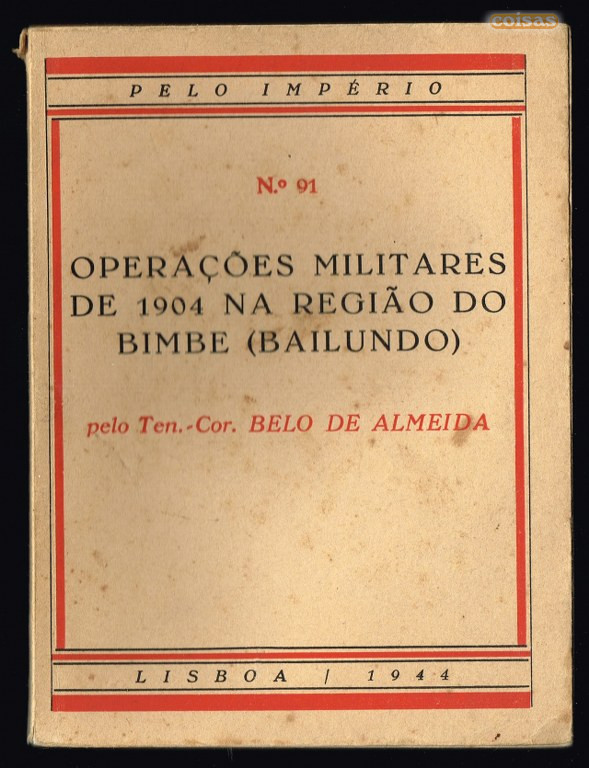 coisas
PELO IMPÉRIO
N.º 91
OPERAÇÕES MILITARES
DE 1904 NA REGIÃO DO
BIMBE (BAILUNDO)
pelo Ten.-Cor. BELO DE ALMEIDA
LISBOA / 1944